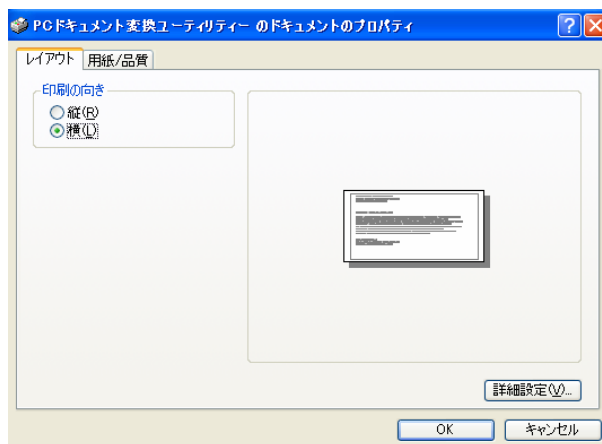 PCドキュメント変換ユーティリティー のドキュメントのプロパティ
レイアウト 用紙/品質
印刷の向き
縦(R)
横(L)
詳細設定(V)...
OK キャンセル